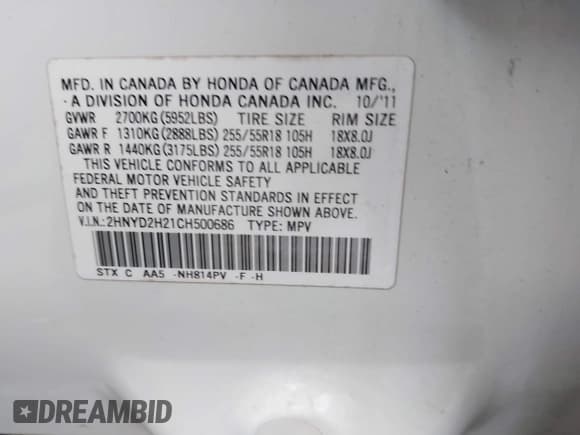 MFD. IN CANADA BY HONDA OF CANADA MFG.,
A DIVISION OF HONDA CANADA INC. 10/'11
GVWR 2700KG(5952LBS) TIRE SIZE RIM SIZE
GAWR F 1310KG(2888LBS) 255/55R18 105H 18X8.0J
GAWR R 1440KG(3175LBS) 255/55R18 105H 18X8.0J
THIS VEHICLE CONFORMS TO ALL APPLICABLE
FEDERAL MOTOR VEHICLE SAFETY
AND THEFT PREVENTION STANDARDS IN EFFECT
ON THE DATE OF MANUFACTURE SHOWN ABOVE.
V.I.N.:2HNYD2H21CH500686 TYPE: MPV
STX C AA5 -NH814PV -F -H
DREAMBID